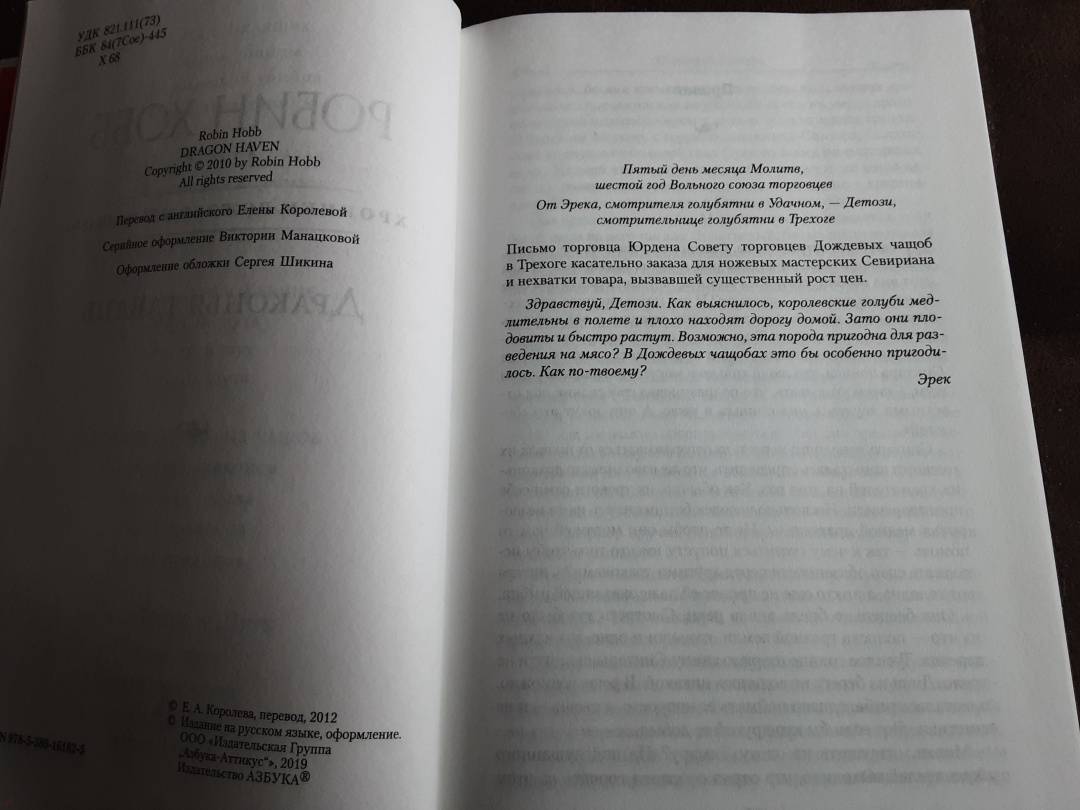 УДК 821.111(73)
ББК 84(7Сое)-445
Х 68
Robin Hobb
DRAGON HAVEN
Copyright © 2010 by Robin Hobb
All rights reserved
Перевод с английского Елены Королевой
Серийное оформление Виктории Манацковой
Оформление обложки Сергея Шикина
© Е. А. Королева, перевод, 2012
© Издание на русском языке, оформление.
ООО «Издательская Группа
„Азбука-Аттикус“», 2019
Издательство АЗБУКА®
Пятый день месяца Молитв,
шестой год Вольного союза торговцев
От Эрека, смотрителя голубятни в Удачном, — Детози,
смотрительнице голубятни в Трехоге
Письмо торговца Юрдена Совету торговцев Дождевых чащоб
в Трехоге касательно заказа для ножевых мастерских Севириана
и нехватки товара, вызвавшей существенный рост цен.
Здравствуй, Детози. Как выяснилось, королевские голуби мед-
лительны в полете и плохо находят дорогу домой. Зато они пло-
довиты и быстро растут. Возможно, эта порода пригодна для раз-
ведения на мясо? В Дождевых чащобах это бы особенно пригоди-
лось. Как по-твоему?
Эрек